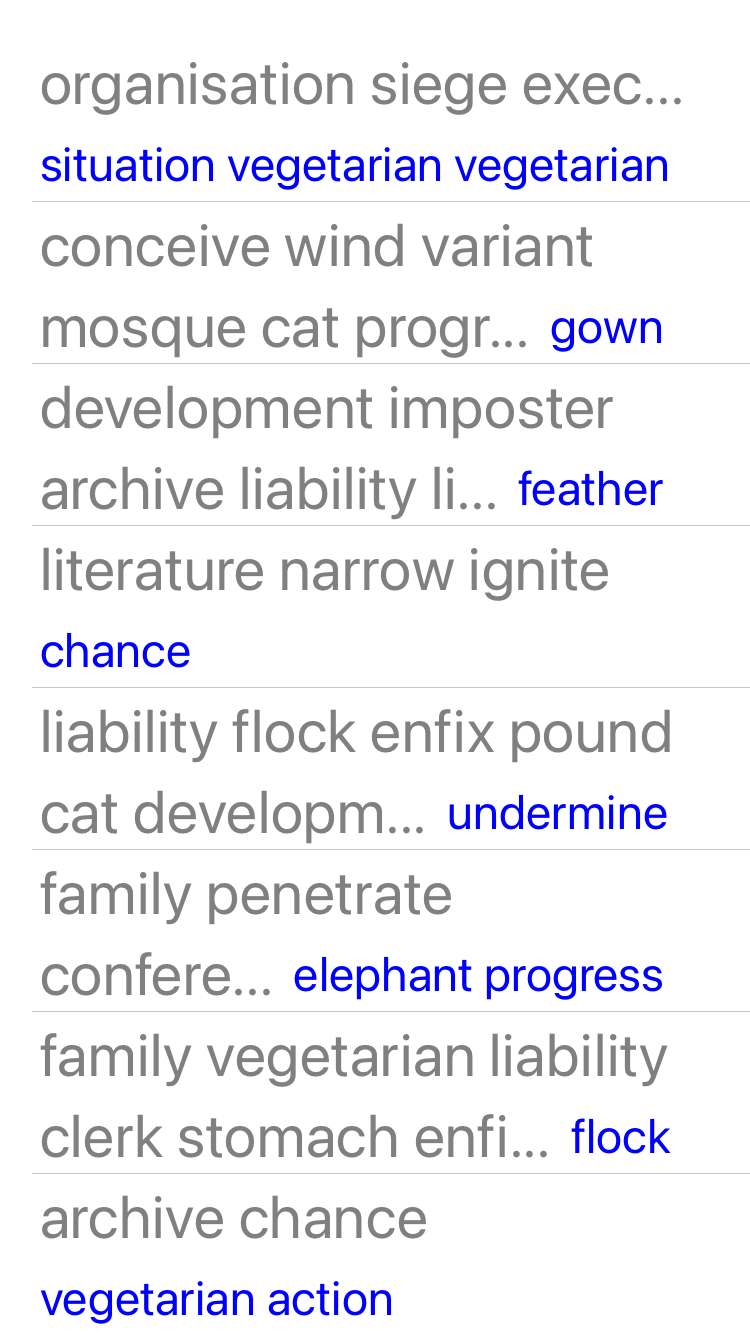 organisation siege exec...
situation vegetarian vegetarian
conceive wind variant
mosque cat progr... gown
development imposter
archive liability li... feather
literature narrow ignite
chance
liability flock enfix pound
cat developm... undermine
family penetrate
confere... elephant progress
family vegetarian liability
clerk stomach enfi... flock
archive chance
vegetarian action